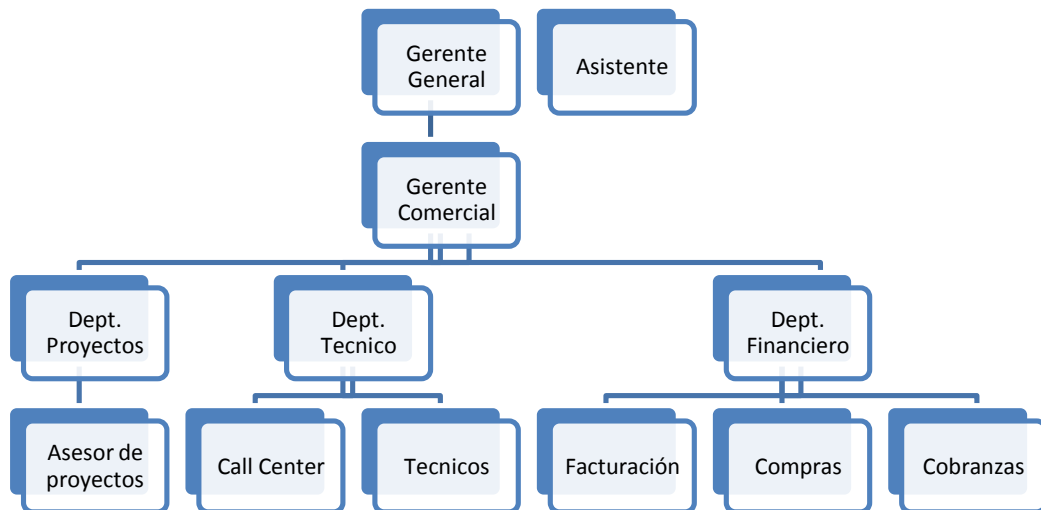 Gerente
General
Asistente
Gerente
Comercial
Dept.
Proyectos
Dept.
Tecnico
Dept.
Financiero
Asesor de
proyectos
Call Center
Tecnicos
Facturación
Compras
Cobranzas